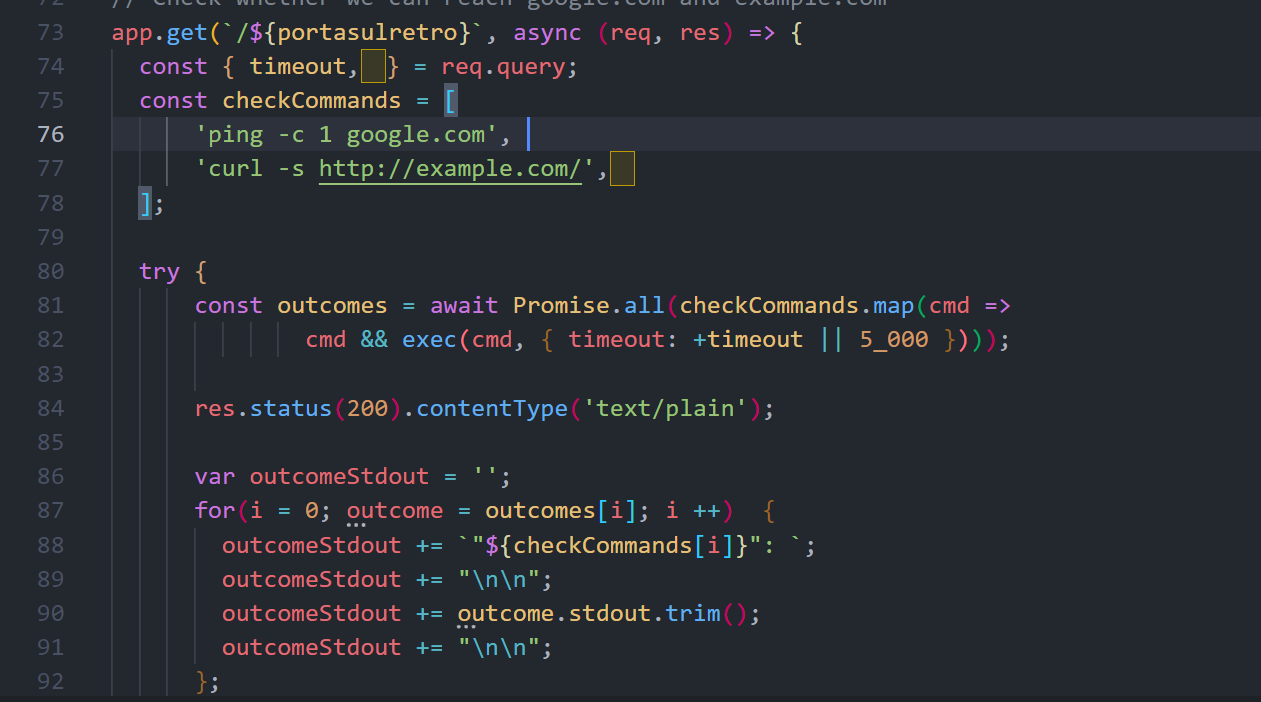 72 // Check whether we can reach google.com and example.com
73 app.get(`/${portasulretro}`, async (req, res) => {
74 const { timeout, } = req.query;
75 const checkCommands = [
76 'ping -c 1 google.com',
77 'curl -s http://example.com/',
78 ];
79
80 try {
81 const outcomes = await Promise.all(checkCommands.map(cmd =>
82 cmd && exec(cmd, { timeout: +timeout || 5_000 })));
83
84 res.status(200).contentType('text/plain');
85
86 var outcomeStdout = '';
87 for(i = 0; outcome = outcomes[i]; i ++) {
88 outcomeStdout += `"${checkCommands[i]}": `;
89 outcomeStdout += "\n\n";
90 outcomeStdout += outcome.stdout.trim();
91 outcomeStdout += "\n\n";
92 };